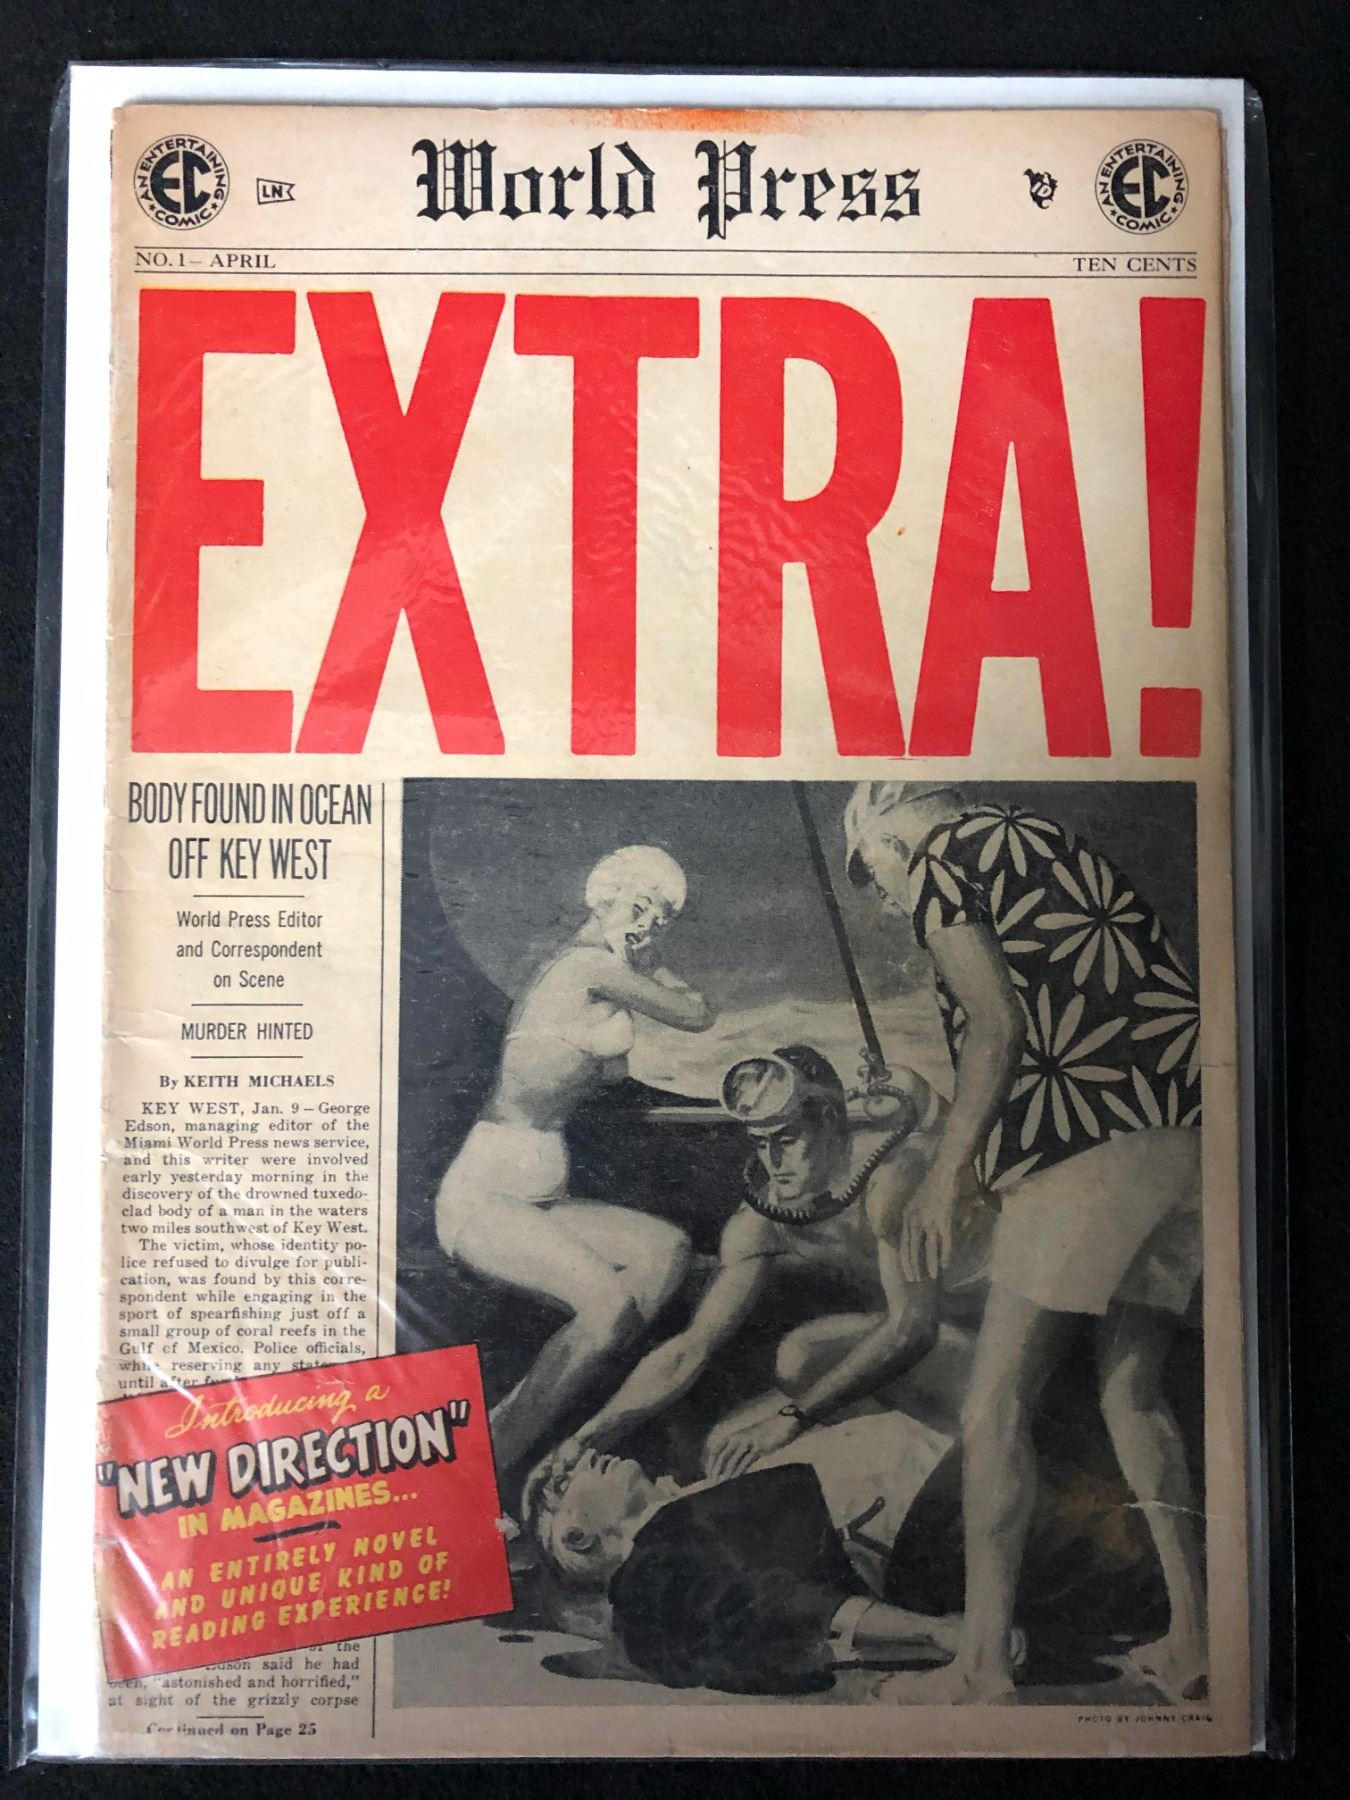 AN ENTERTAINING
EC
COMIC
LN
World Press
AN ENTERTAINING
EC
COMIC
NO. 1 – APRIL
TEN CENTS
EXTRA!
BODY FOUND IN OCEAN
OFF KEY WEST
World Press Editor
and Correspondent
on Scene
MURDER HINTED
By KEITH MICHAELS
KEY WEST, Jan. 9 – George
Edson, managing editor of the
Miami World Press news service,
and this writer were involved
early yesterday morning in the
discovery of the drowned tuxedo-
clad body of a man in the waters
two miles southwest of Key West.
The victim, whose identity po-
lice refused to divulge for publi-
cation, was found by this corre-
spondent while engaging in the
sport of spearfishing just off a
small group of coral reefs in the
Gulf of Mexico. Police officials,
while reserving any
until after
Introducing a
"NEW DIRECTION"
IN MAGAZINES...
AN ENTIRELY NOVEL
AND UNIQUE KIND OF
READING EXPERIENCE!
of the
Edson said he had
been, "astonished and horrified,"
at sight of the grizzly corpse
Continued on Page 25
PHOTO BY JOHNNY CRAIG